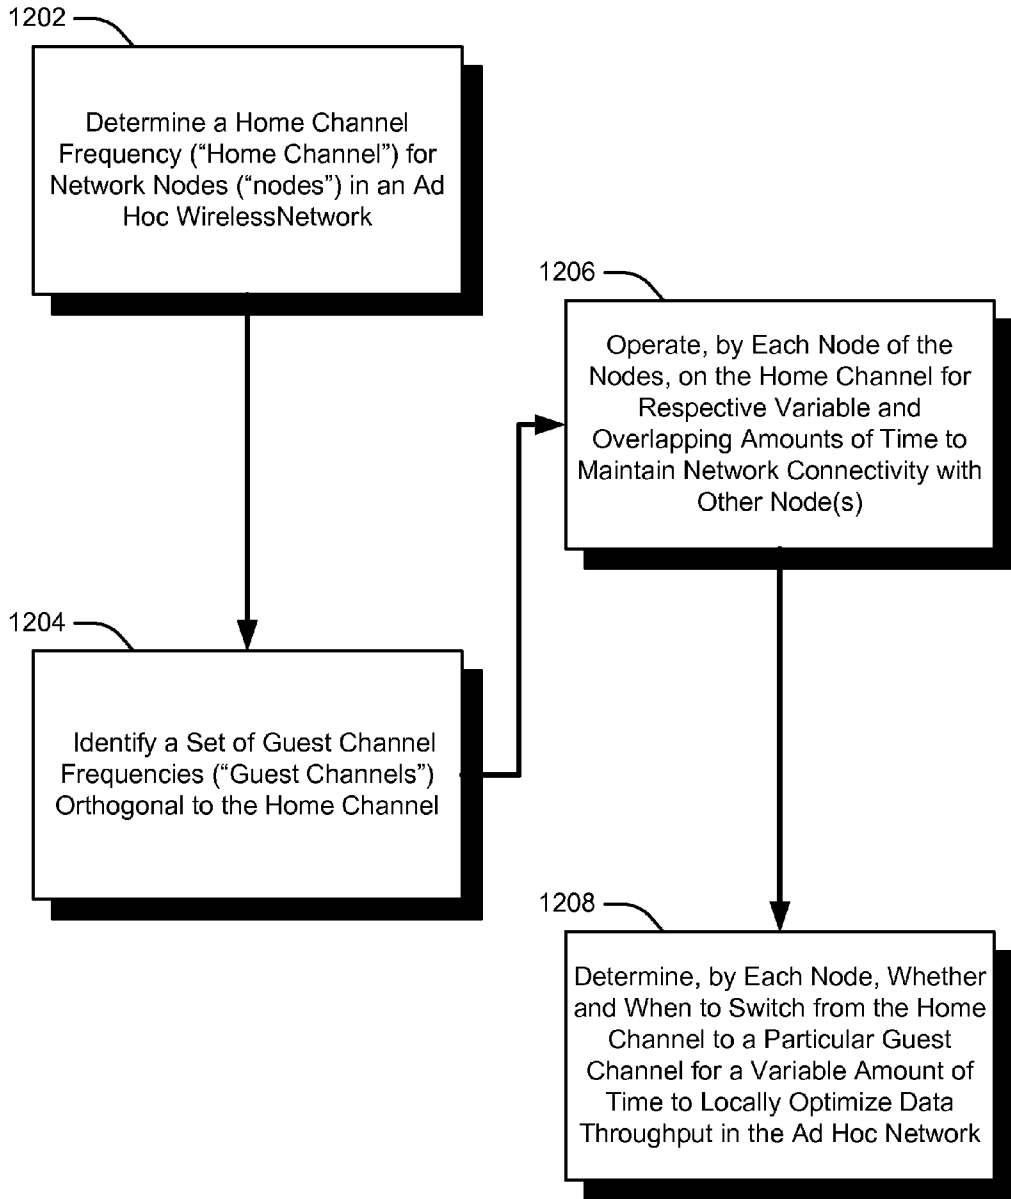 1202
Determine a Home Channel
Frequency (“Home Channel”) for
Network Nodes (“nodes”) in an Ad
Hoc WirelessNetwork
1204
Identify a Set of Guest Channel
Frequencies (“Guest Channels”)
Orthogonal to the Home Channel
1206
Operate, by Each Node of the
Nodes, on the Home Channel for
Respective Variable and
Overlapping Amounts of Time to
Maintain Network Connectivity with
Other Node(s)
1208
Determine, by Each Node, Whether
and When to Switch from the Home
Channel to a Particular Guest
Channel for a Variable Amount of
Time to Locally Optimize Data
Throughput in the Ad Hoc Network